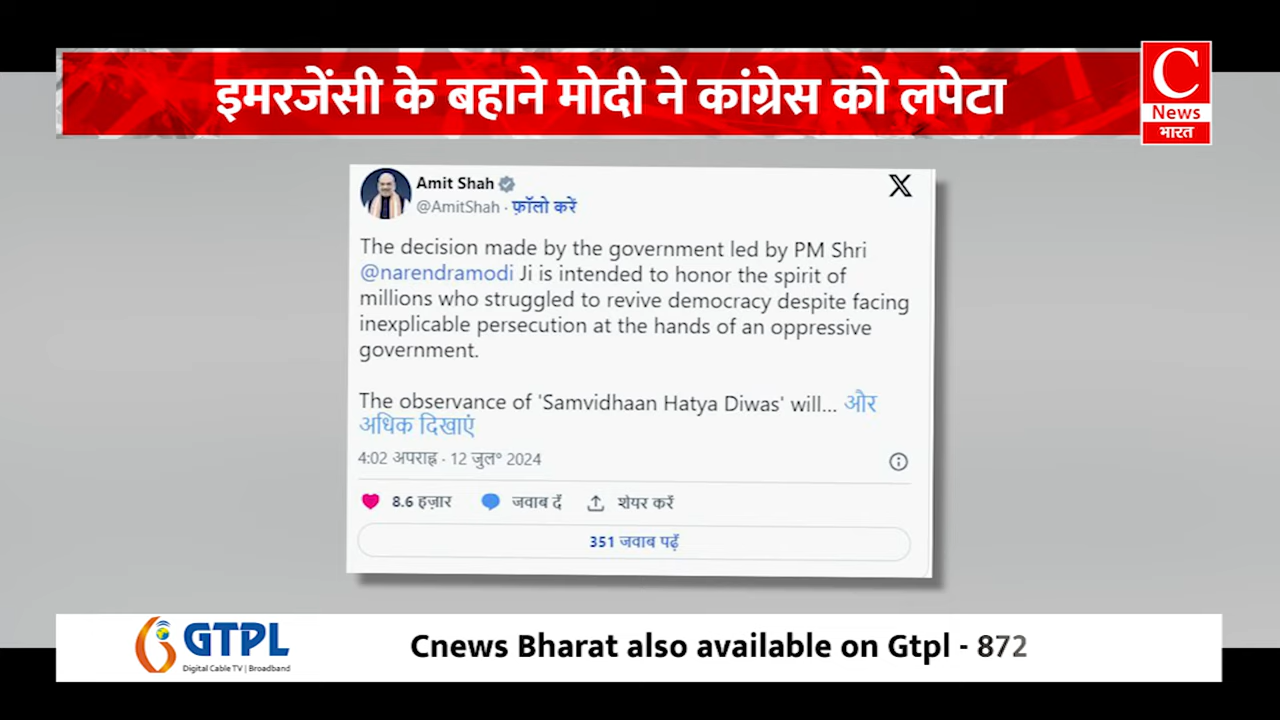 इमरजेंसी के बहाने मोदी ने कांग्रेस को लपेटा
C
News
भारत
Amit Shah
@AmitShah · फ़ॉलो करें
X
The decision made by the government led by PM Shri
@narendramodi Ji is intended to honor the spirit of
millions who struggled to revive democracy despite facing
inexplicable persecution at the hands of an oppressive
government.
The observance of 'Samvidhaan Hatya Diwas' will... और
अधिक दिखाएं
4:02 अपराह्न · 12 जुल॰ 2024
8.6 हज़ार जवाब दें शेयर करें
351 जवाब पढ़ें
GTPL
Digital Cable TV | Broadband
Cnews Bharat also available on Gtpl - 872